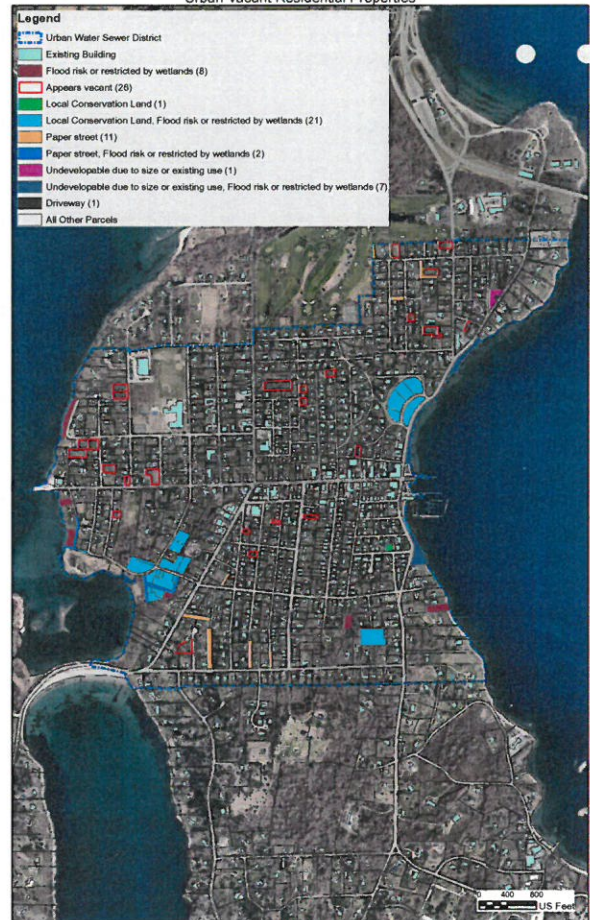 Urban Vacant Residential Properties
Legend
Urban Water Sewer District
Existing Building
Flood risk or restricted by wetlands (8)
Appears vacant (26)
Local Conservation Land (1)
Local Conservation Land, Flood risk or restricted by wetlands (21)
Paper street (11)
Paper street, Flood risk or restricted by wetlands (2)
Undevelopable due to size or existing use (1)
Undevelopable due to size or existing use, Flood risk or restricted by wetlands (7)
Driveway (1)
All Other Parcels
0 400 800
US Feet